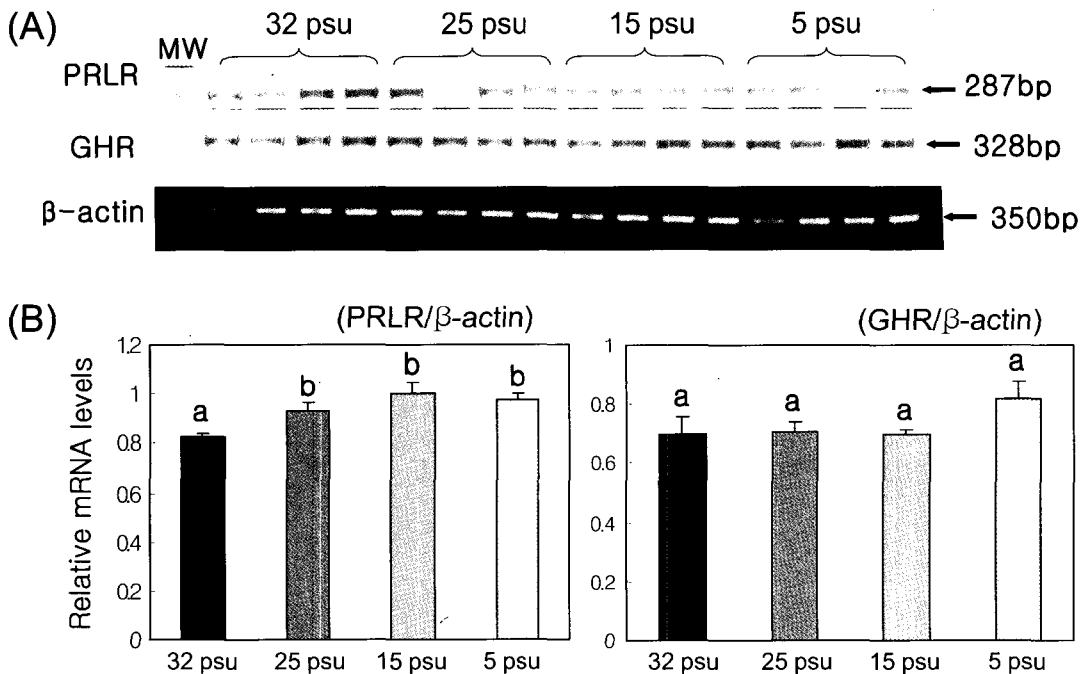 (A)
32 psu 25 psu 15 psu 5 psu
MW
PRLR
287bp
GHR
328bp
β-actin
350bp
(B)
(PRLR/β-actin)
(GHR/β-actin)
Relative mRNA levels
1.2
1
0.8
0.6
0.4
0.2
0
a
b
b
b
32 psu 25 psu 15 psu 5 psu
1
0.8
0.6
0.4
0.2
0
a
a
a
a
32 psu 25 psu 15 psu 5 psu